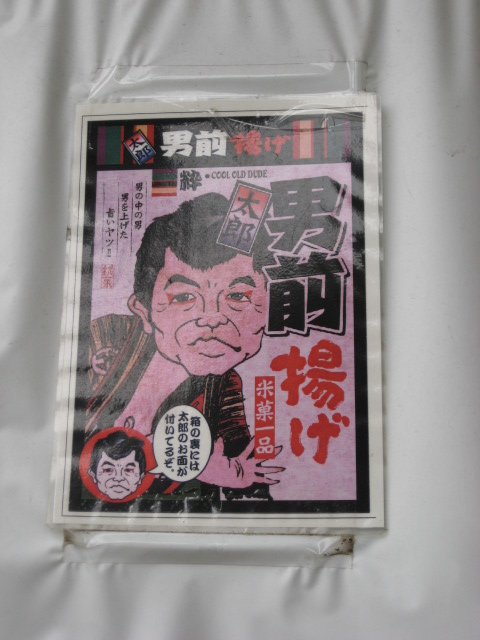 太郎 男前 揚げ
粋 • COOL OLD DUDE
太郎
男前
揚げ
米菓一品
男の中の男
男を上げた
旨いヤツ!!
箱の裏には
太郎のお面が
付いてるぞ。